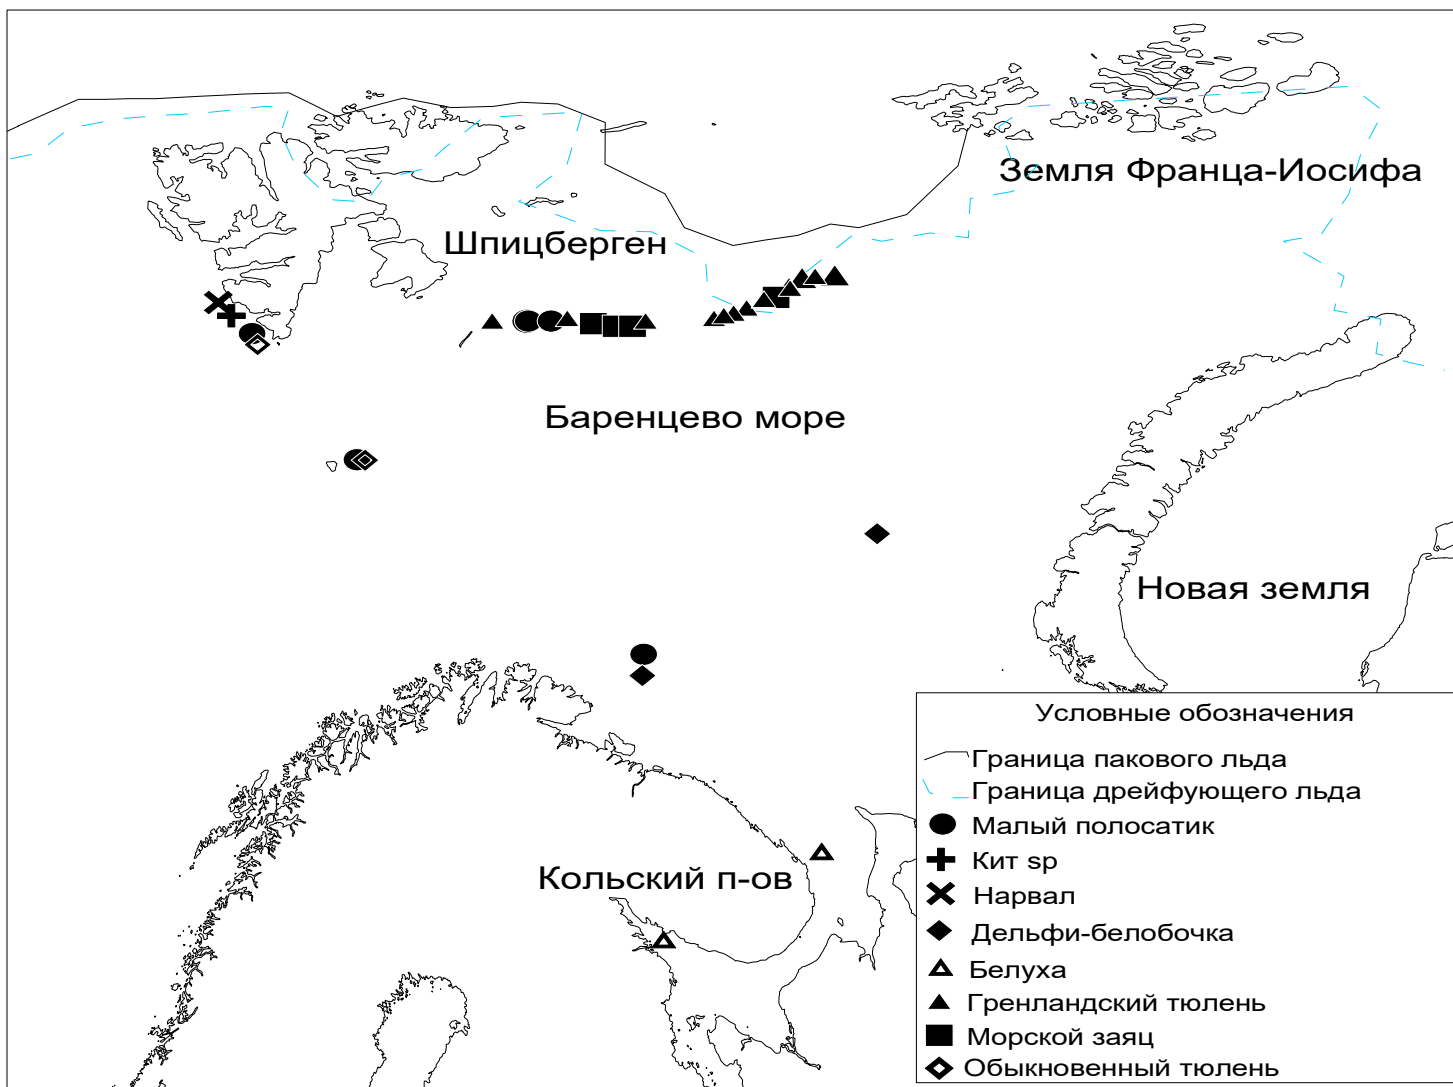 Земля Франца-Иосифа
Шпицберген
Баренцево море
Новая земля
Кольский п-ов
Условные обозначения
Граница пакового льда
Граница дрейфующего льда
Малый полосатик
Кит sp
Нарвал
Дельфи-белобочка
Белуха
Гренландский тюлень
Морской заяц
Обыкновенный тюлень